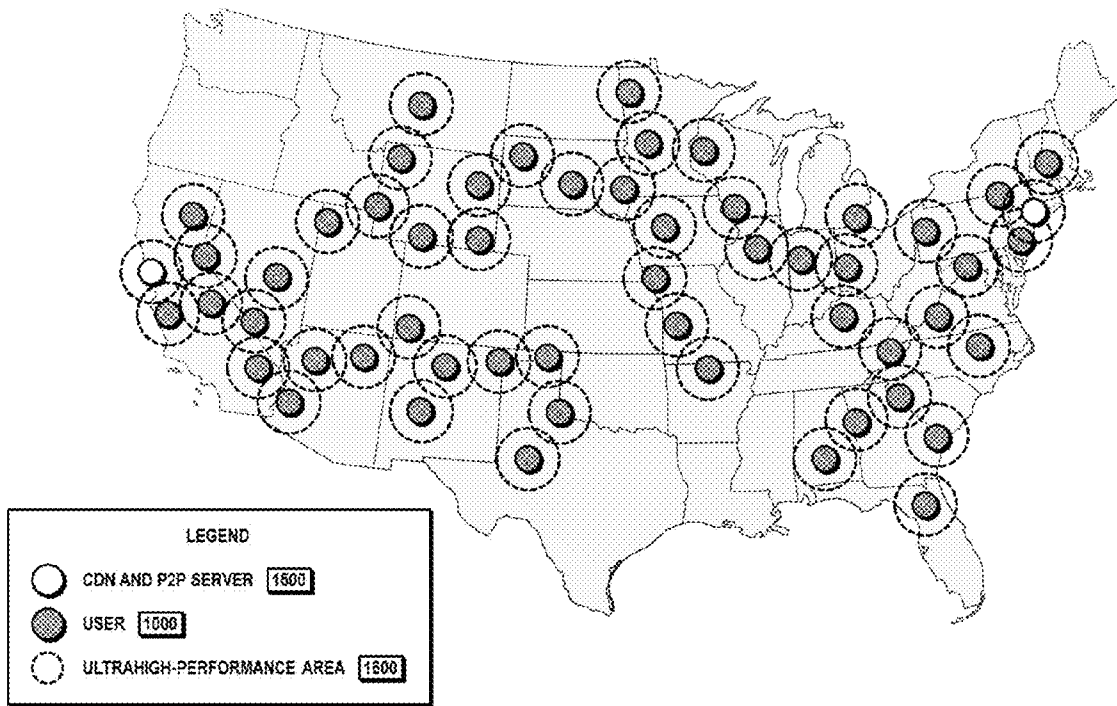 LEGEND
CDN AND P2P SERVER 1500
USER 1000
ULTRAHIGH-PERFORMANCE AREA 1600